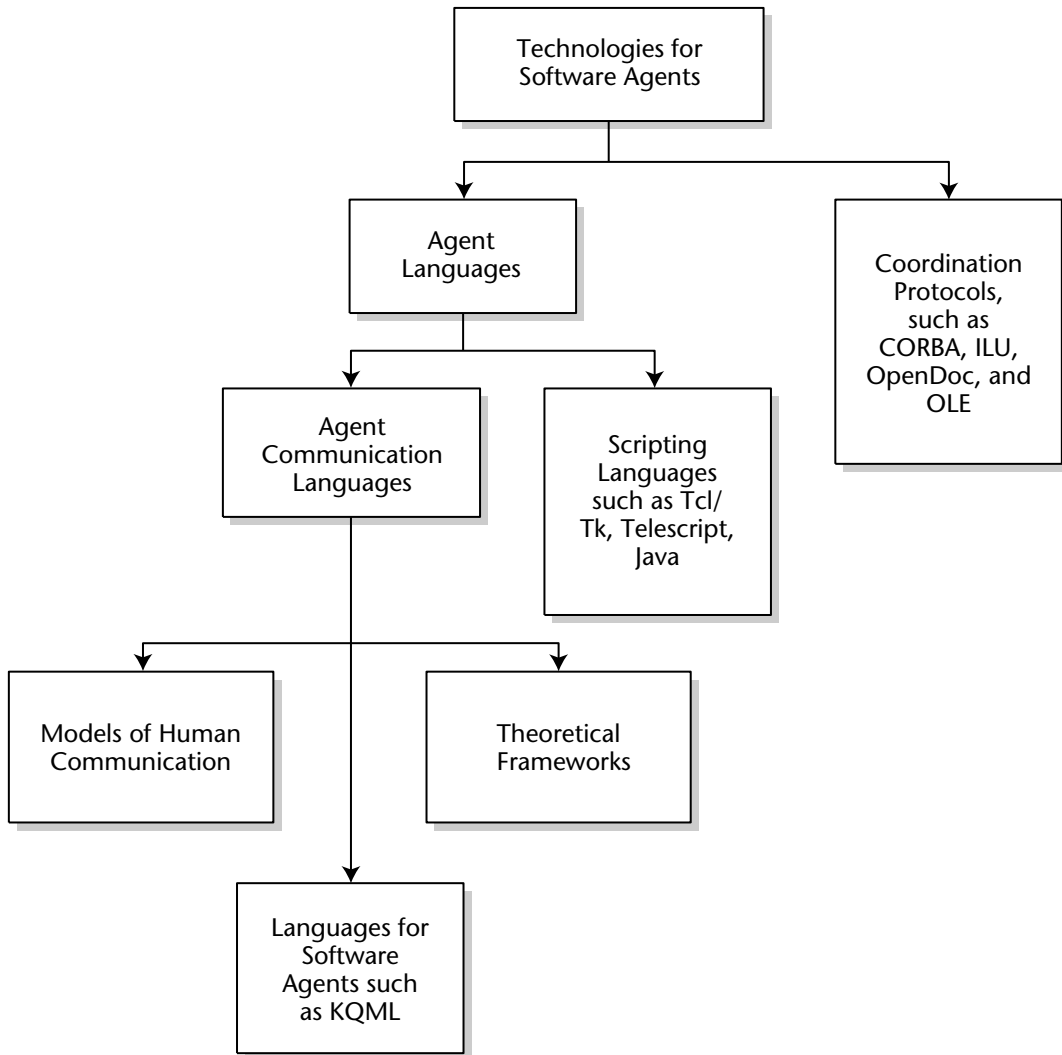 Technologies for
Software Agents
Agent
Languages
Coordination
Protocols,
such as
CORBA, ILU,
OpenDoc, and
OLE
Agent
Communication
Languages
Scripting
Languages
such as Tcl/
Tk, Telescript,
Java
Models of Human
Communication
Theoretical
Frameworks
Languages for
Software
Agents such
as KQML